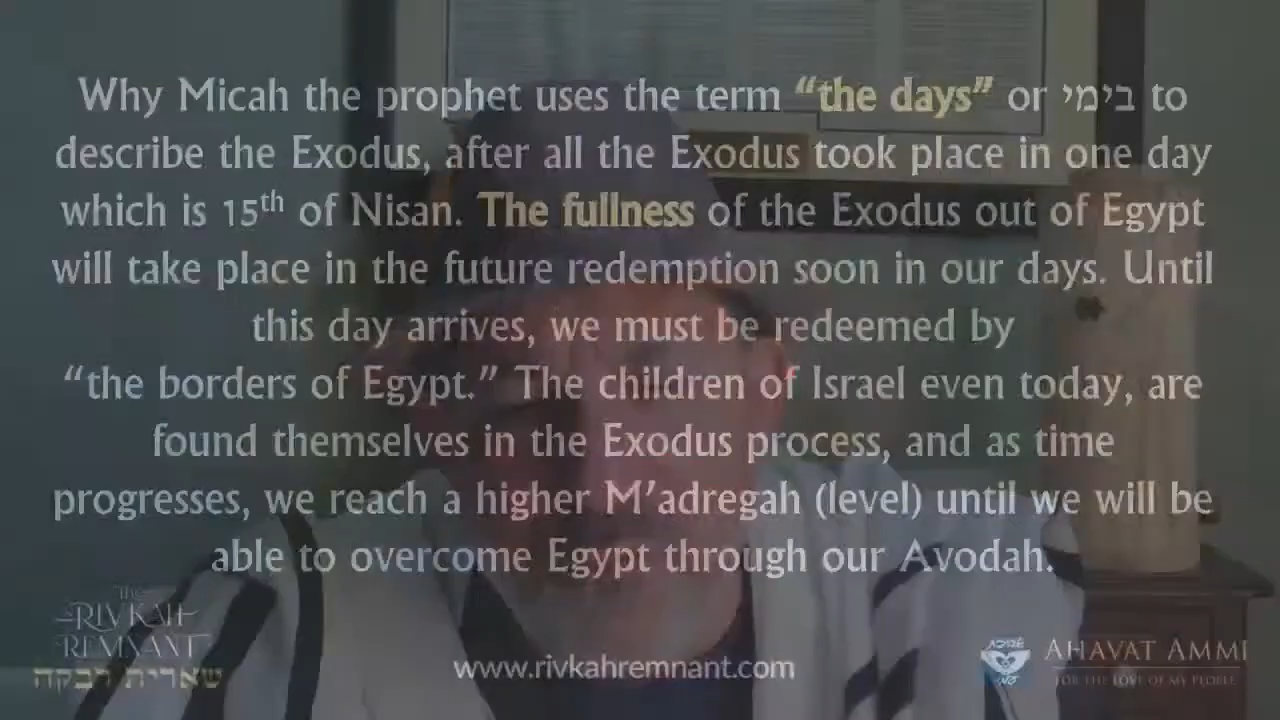 Why Micah the prophet uses the term “the days” or בימי to
describe the Exodus, after all the Exodus took place in one day
which is 15th of Nisan. The fullness of the Exodus out of Egypt
will take place in the future redemption soon in our days. Until
this day arrives, we must be redeemed by
“the borders of Egypt.” The children of Israel even today, are
found themselves in the Exodus process, and as time
progresses, we reach a higher M’adregah (level) until we will be
able to overcome Egypt through our Avodah.
THE
RIVKAH
REMNANT
שארית רבקה
www.rivkahremnant.com
AHAVAT AMMI
FOR THE LOVE OF MY PEOPLE